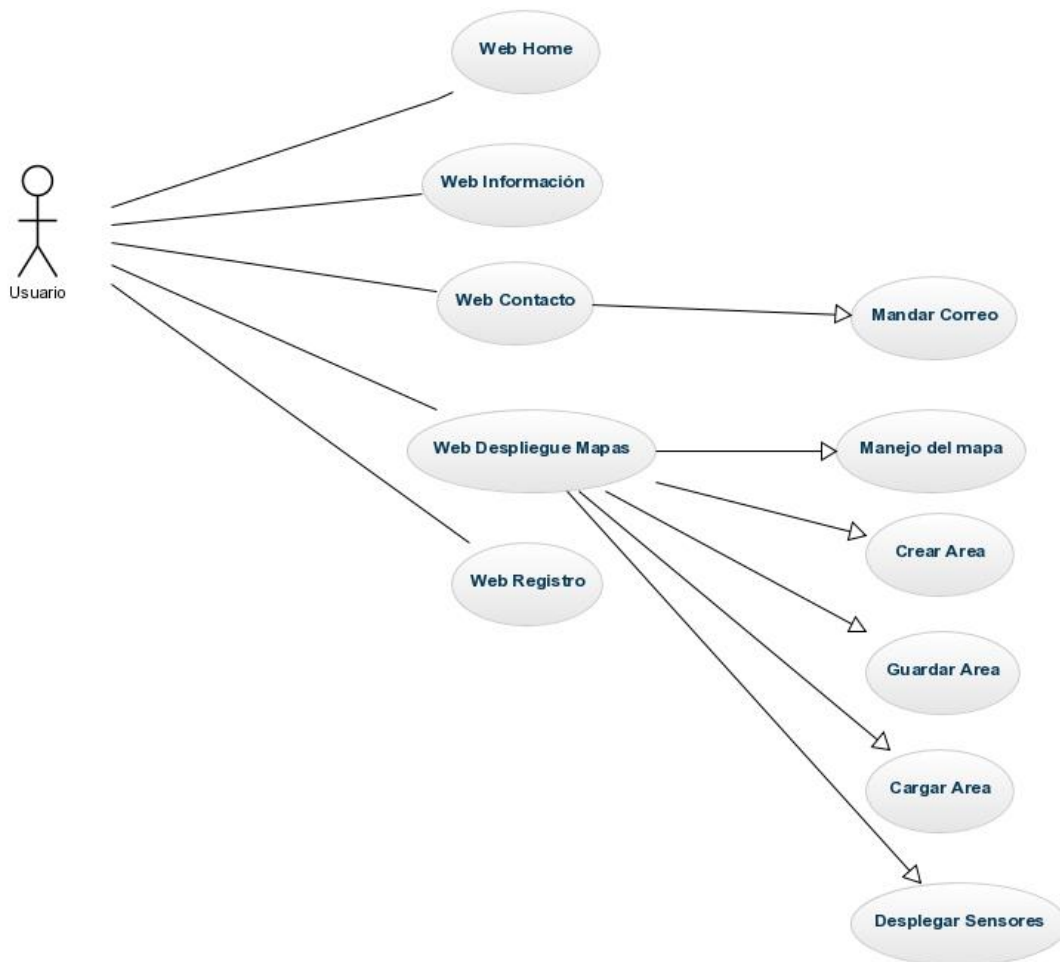 Web Home
Web Información
Usuario
Web Contacto
Mandar Correo
Web Despliegue Mapas
Manejo del mapa
Crear Area
Web Registro
Guardar Area
Cargar Area
Desplegar Sensores